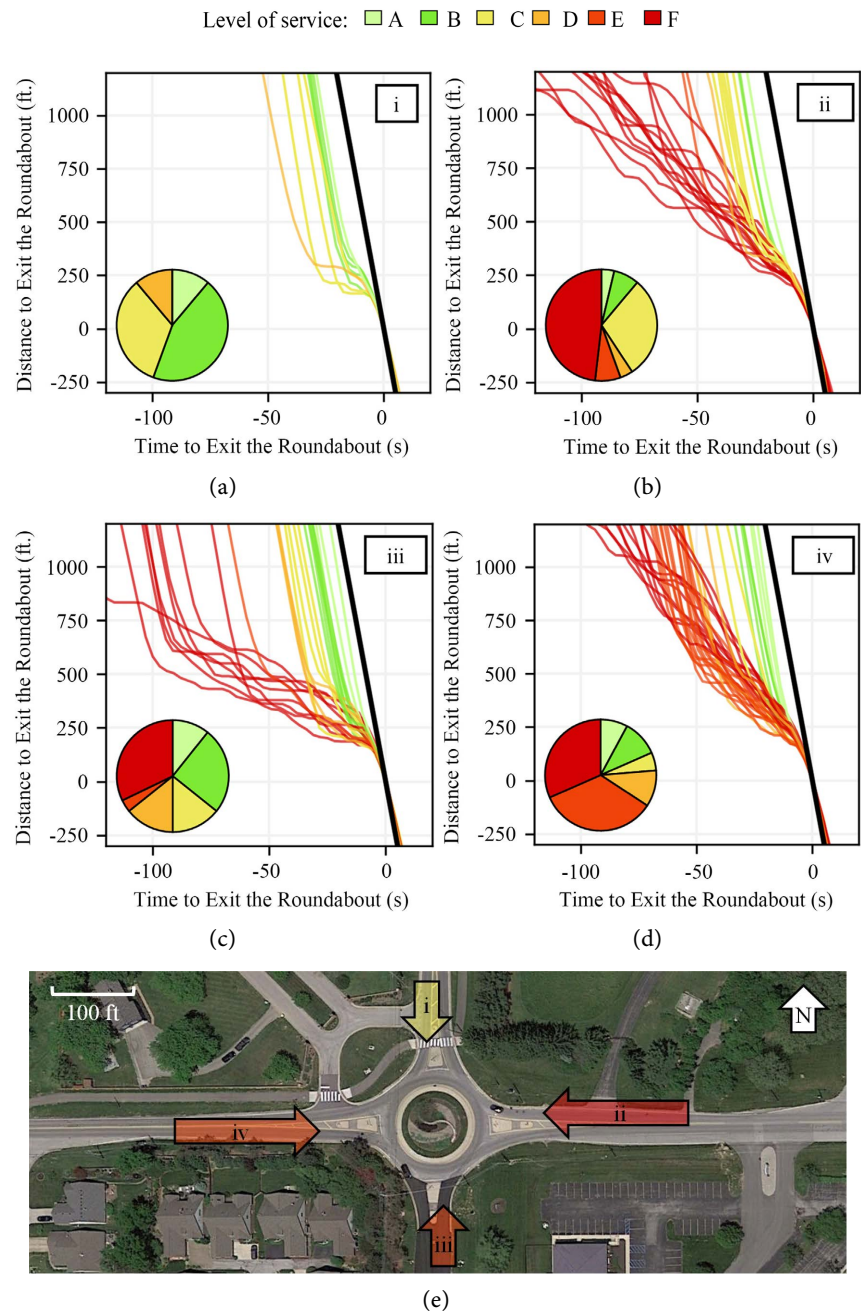 Level of service: A B C D E F
i
ii
Distance to Exit the Roundabout (ft.)
1000
750
500
250
0
-250
-100
-50
0
Time to Exit the Roundabout (s)
(a)
Distance to Exit the Roundabout (ft.)
1000
750
500
250
0
-250
-100
-50
0
Time to Exit the Roundabout (s)
(b)
iii
Distance to Exit the Roundabout (ft.)
1000
750
500
250
0
-250
-100
-50
0
Time to Exit the Roundabout (s)
(c)
iv
Distance to Exit the Roundabout (ft.)
1000
750
500
250
0
-250
-100
-50
0
Time to Exit the Roundabout (s)
(d)
100 ft
i
N
ii
iv
iii
(e)